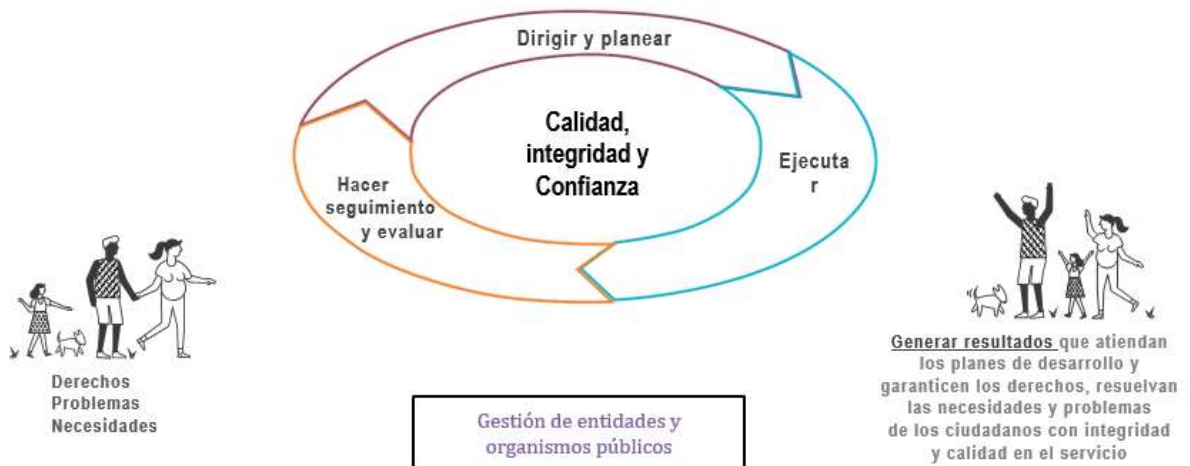 Dirigir y planear
Calidad,
integridad y
Confianza
Ejecuta
r
Hacer
seguimiento
y evaluar
Derechos
Problemas
Necesidades
Gestión de entidades y
organismos públicos
Generar resultados que atiendan
los planes de desarrollo y
garanticen los derechos, resuelvan
las necesidades y problemas
de los ciudadanos con integridad
y calidad en el servicio